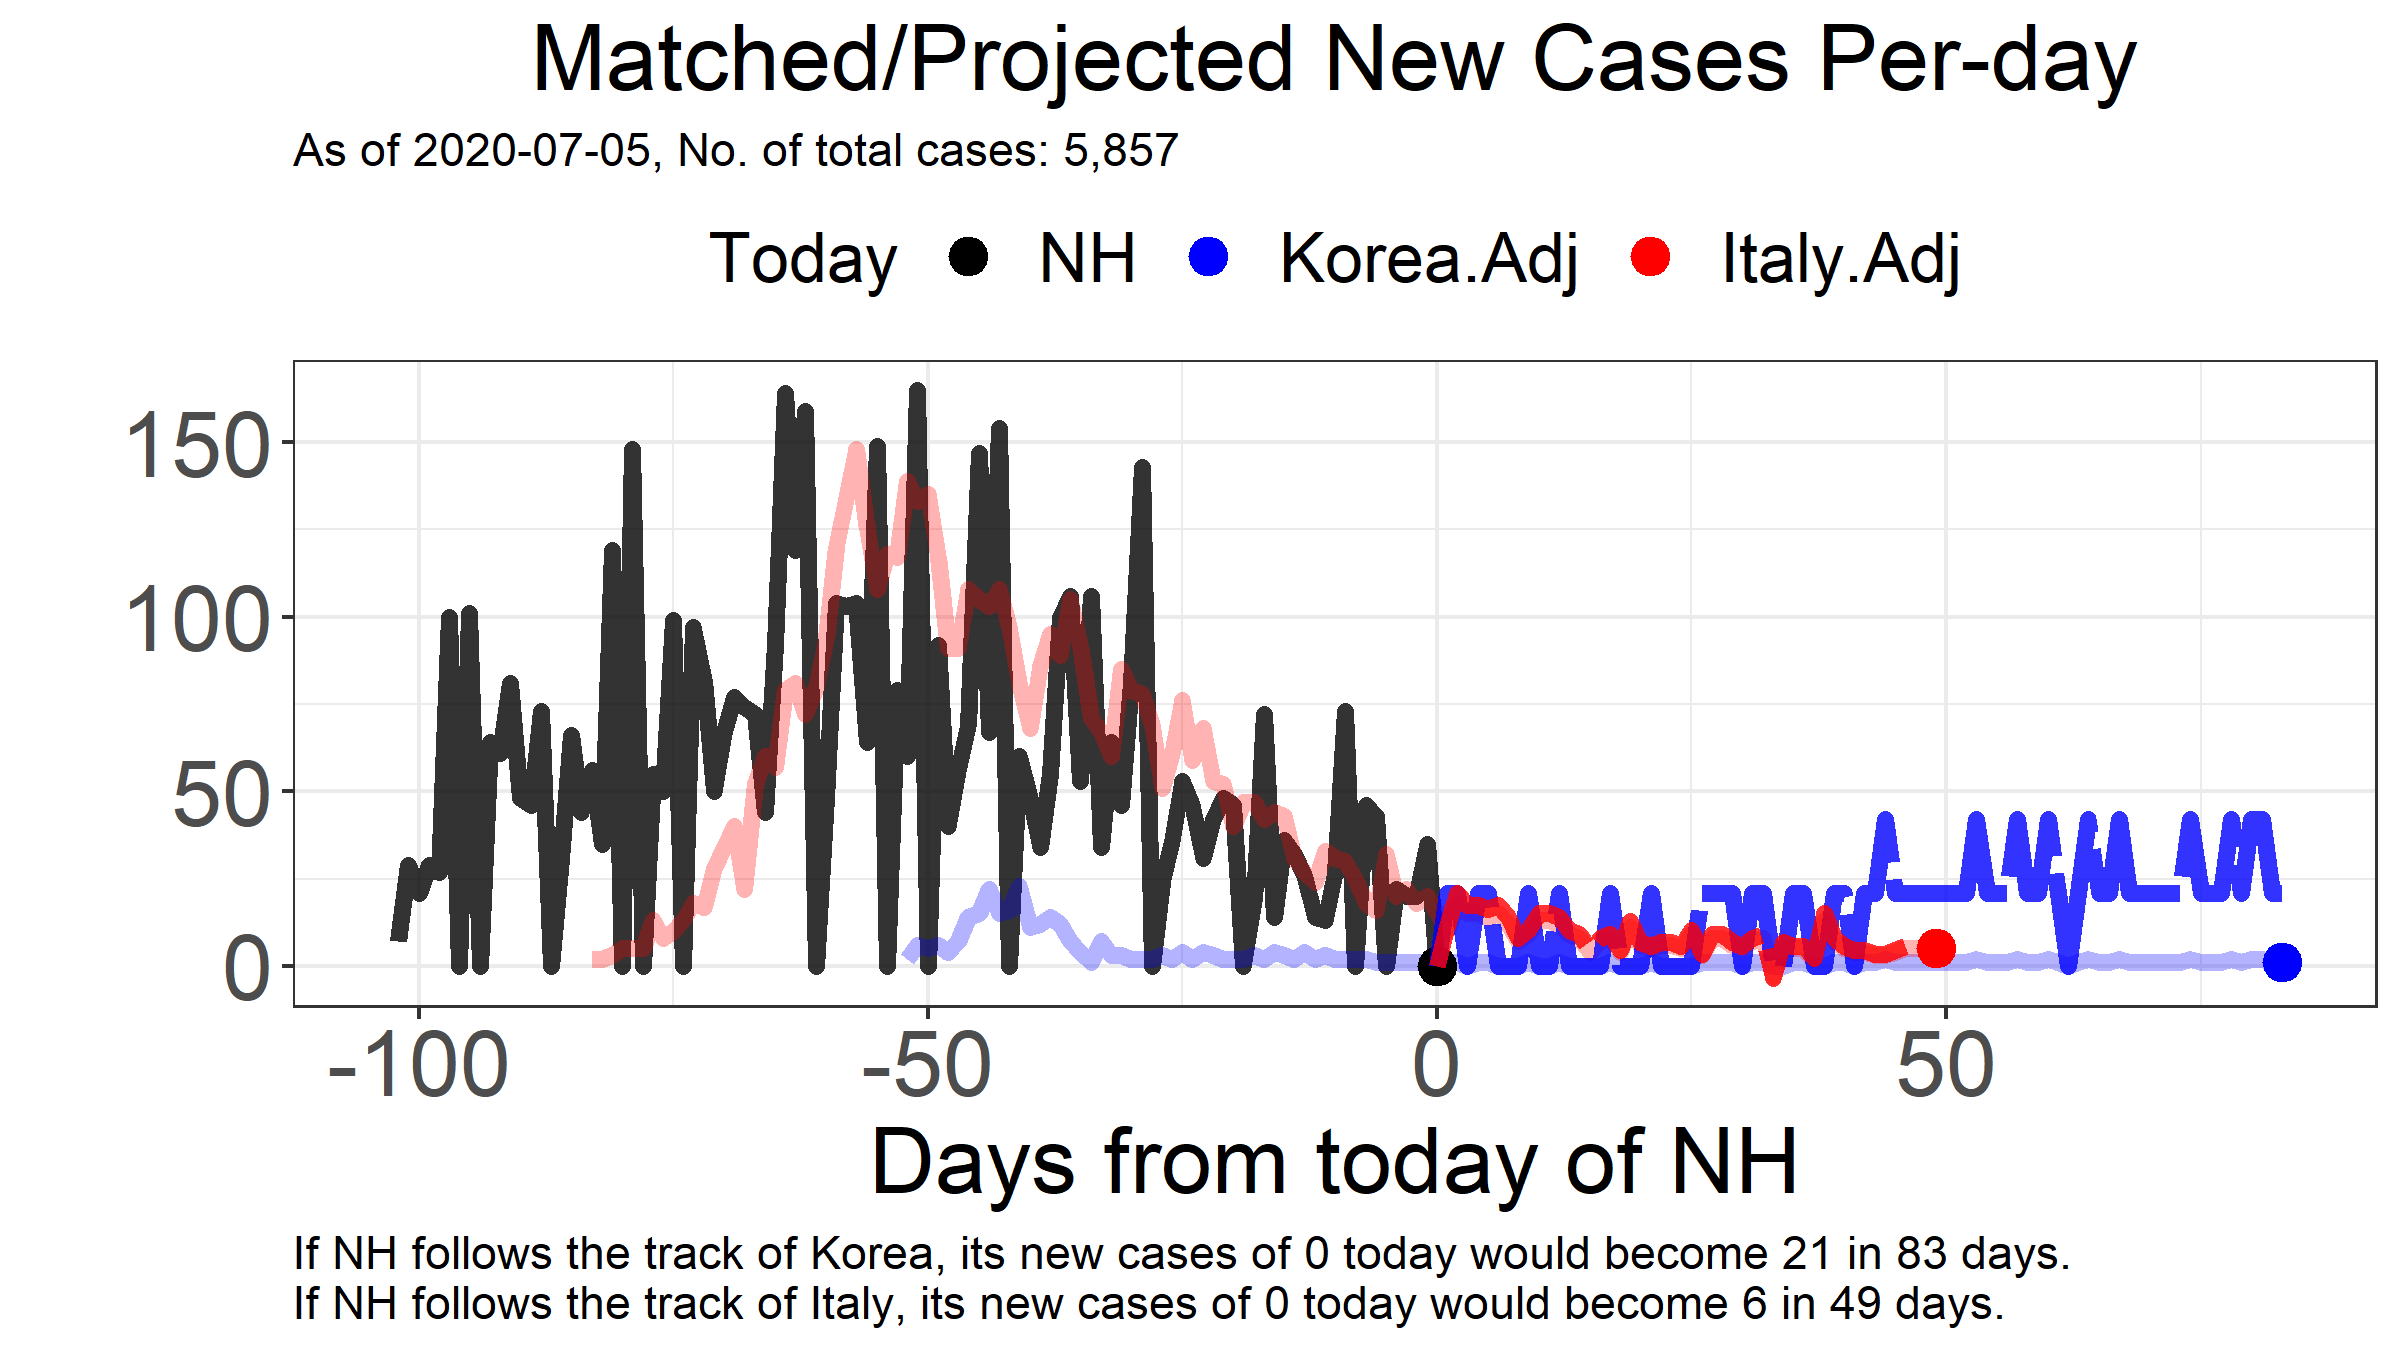 Matched/Projected New Cases Per-day
As of 2020-07-05, No. of total cases: 5,857
Today NH Korea.Adj Italy.Adj
150
100
50
0
-100 -50 0 50
Days from today of NH
If NH follows the track of Korea, its new cases of 0 today would become 21 in 83 days.
If NH follows the track of Italy, its new cases of 0 today would become 6 in 49 days.